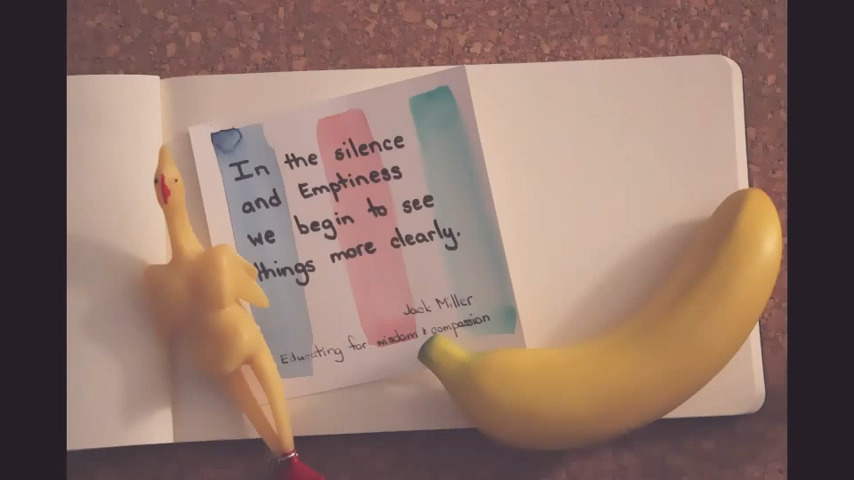 In the silence
and Emptiness
we begin to see
things more clearly.
Jack Miller
Educating for wisdom & compassion